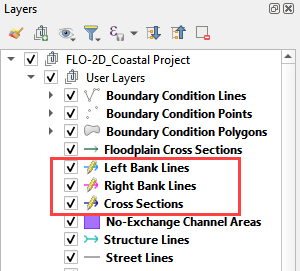 Layers
FLO-2D_Coastal Project
User Layers
Boundary Condition Lines
Boundary Condition Points
Boundary Condition Polygons
Floodplain Cross Sections
Left Bank Lines
Right Bank Lines
Cross Sections
No-Exchange Channel Areas
Structure Lines
Street Lines